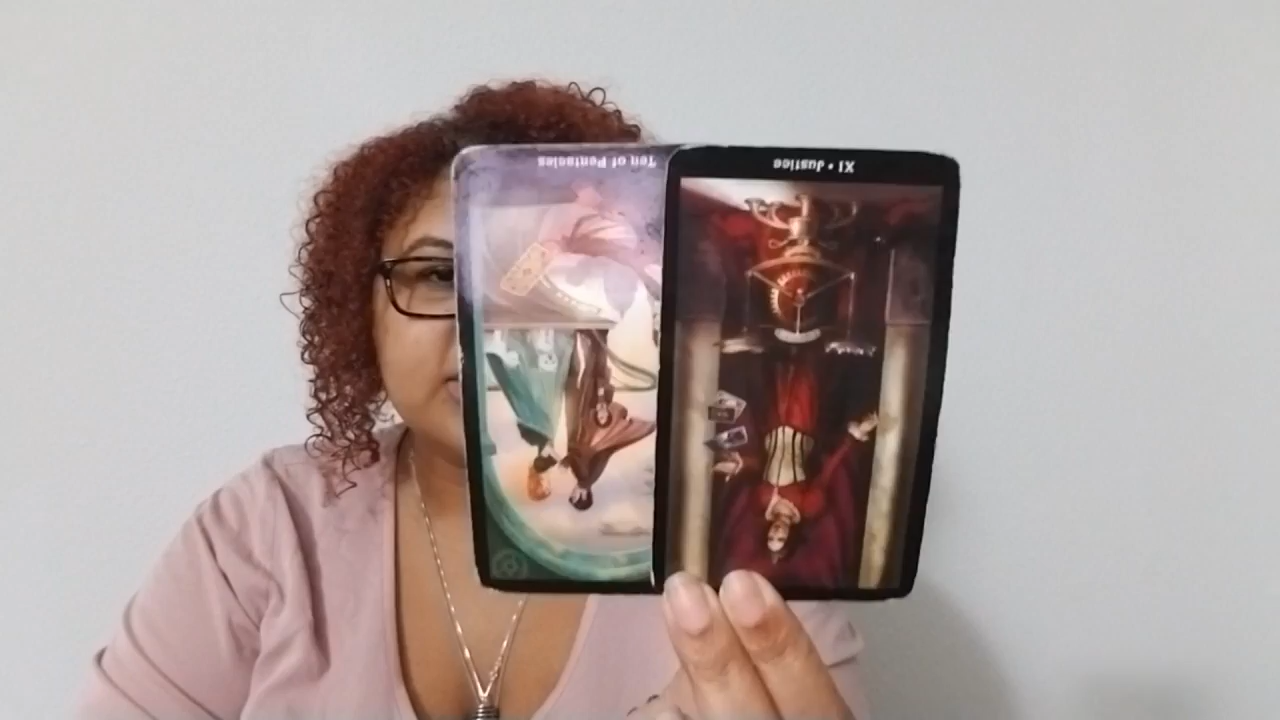 Ten of Pentacles
XI • Justice